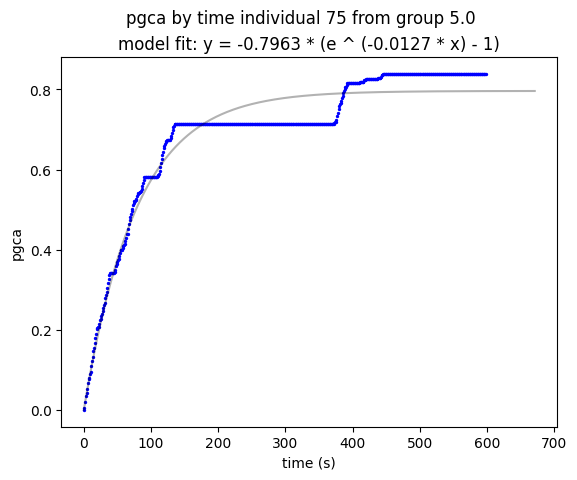 pgca by time individual 75 from group 5.0
model fit: y = -0.7963 * (e ^ (-0.0127 * x) - 1)
0.8
0.6
0.4
0.2
0.0
pgca
0 100 200 300 400 500 600 700
time (s)